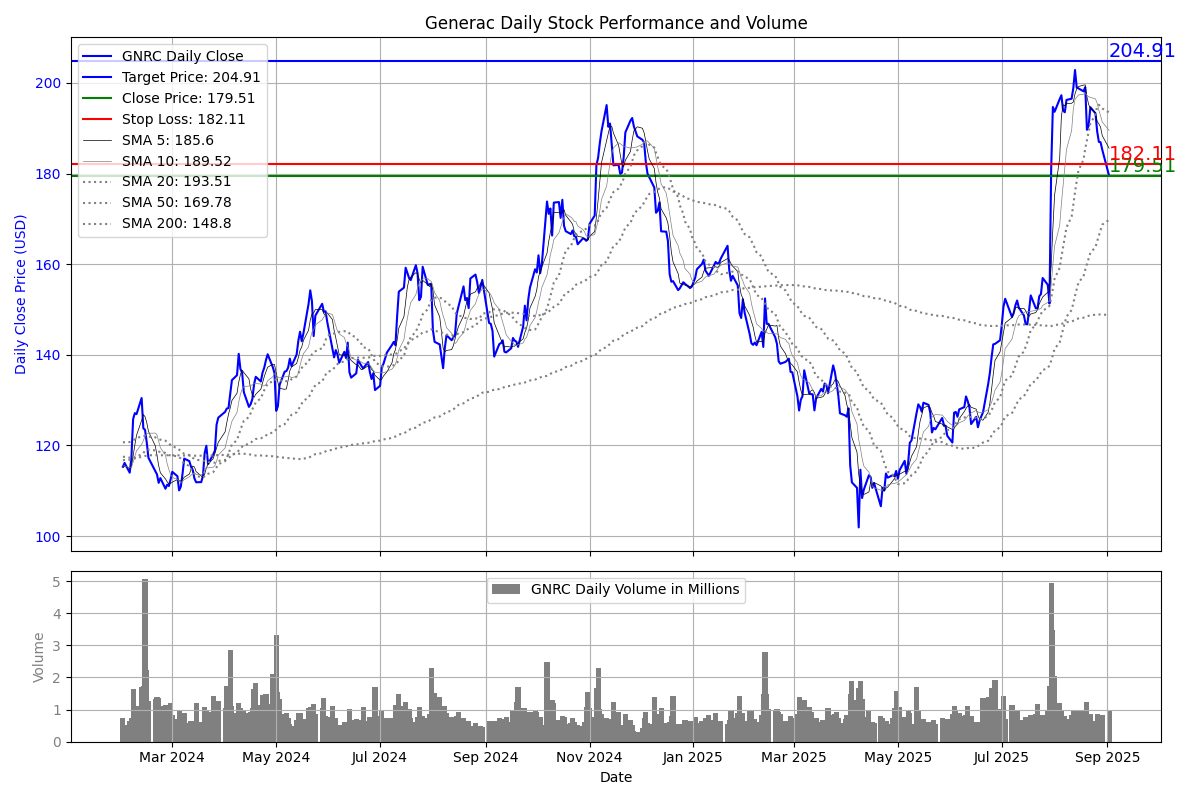 Generac Daily Stock Performance and Volume
GNRC Daily Close
Target Price: 204.91
Close Price: 179.51
Stop Loss: 182.11
SMA 5: 185.6
SMA 10: 189.52
SMA 20: 193.51
SMA 50: 169.78
SMA 200: 148.8
204.91
182.11
179.51
Daily Close Price (USD)
200
180
160
140
120
100
GNRC Daily Volume in Millions
Volume
5
4
3
2
1
0
Mar 2024
May 2024
Jul 2024
Sep 2024
Nov 2024
Jan 2025
Mar 2025
May 2025
Jul 2025
Sep 2025
Date